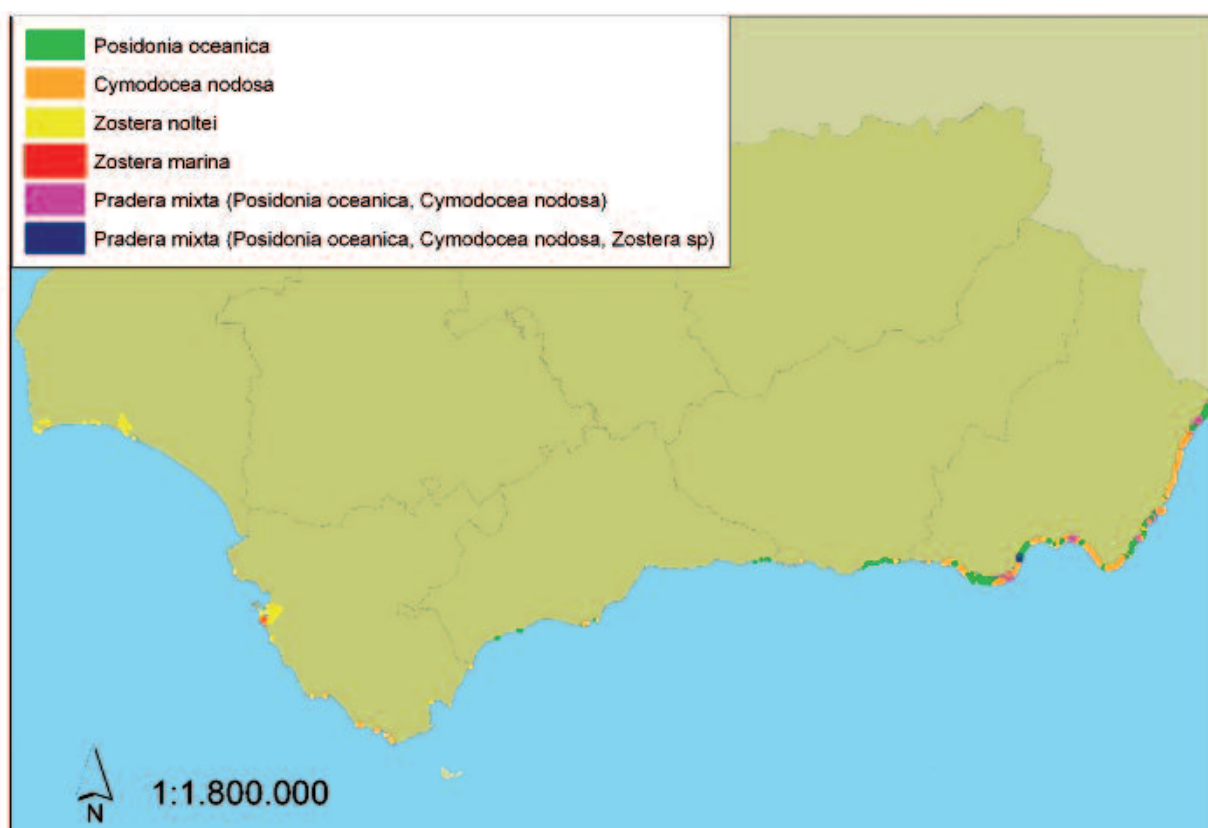 Posidonia oceanica
Cymodocea nodosa
Zostera noltei
Zostera marina
Pradera mixta (Posidonia oceanica, Cymodocea nodosa)
Pradera mixta (Posidonia oceanica, Cymodocea nodosa, Zostera sp)
N
1:1.800.000